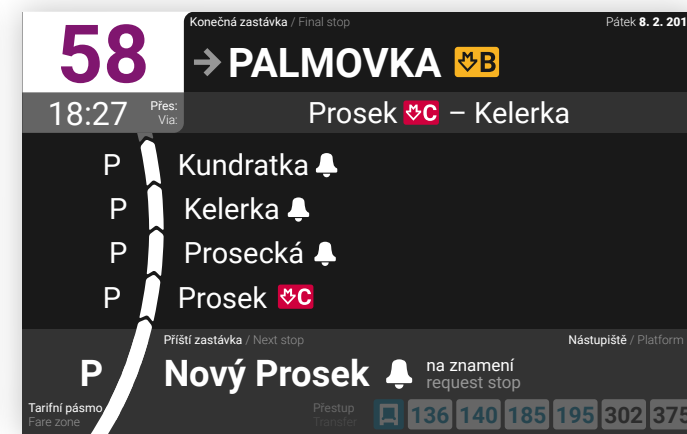 58
Konečná zastávka / Final stop
Pátek 8. 2. 201
PALMOVKA B
18:27
Přes:
Via:
Prosek C – Kelerka
P Kundratka
P Kelerka
P Prosecká
P Prosek C
Příští zastávka / Next stop
Nástupiště / Platform
P Nový Prosek
na znamení
request stop
Tarifní pásmo
Fare zone
Přestup
Transfer
136 140 185 195 302 375